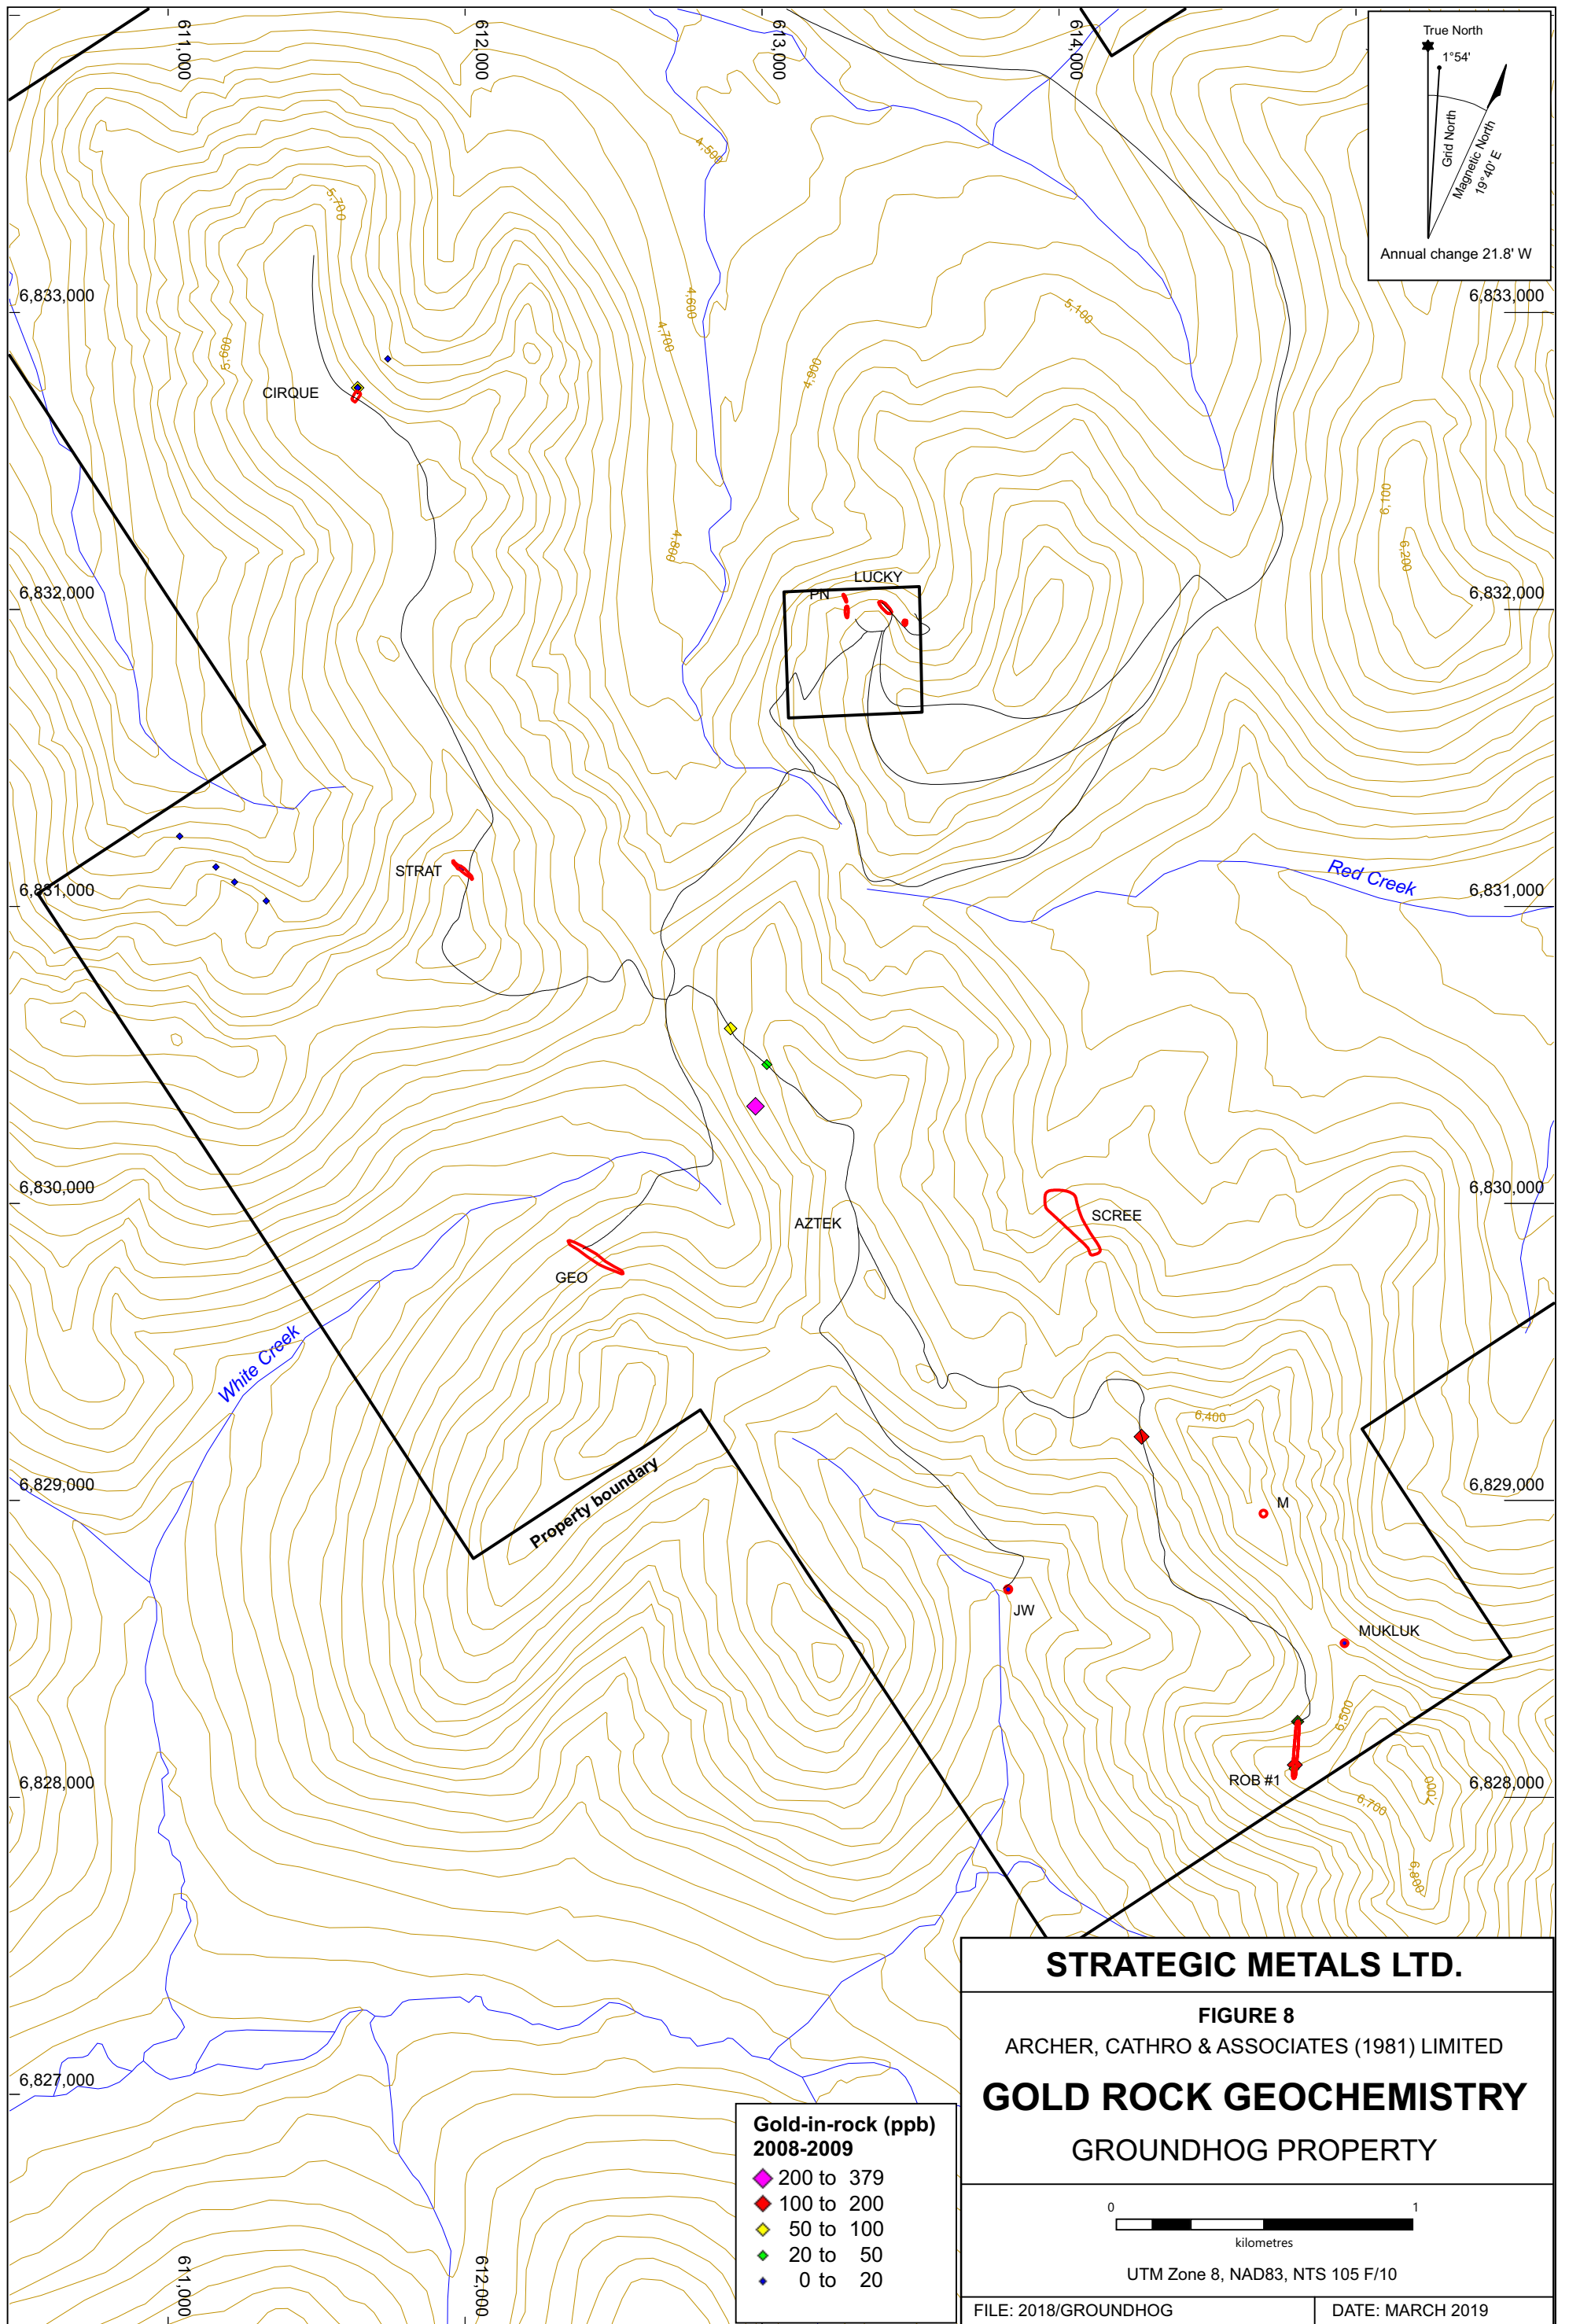 611,000
612,000
613,000
614,000
True North
1°54'
Grid North
Magnetic North
19°40' E
Annual change 21.8' W
4,500
5,700
6,833,000
6,833,000
4,600
5,100
4,700
5,600
4,900
CIRQUE
6,100
4,800
6,200
LUCKY
PN
6,832,000
6,832,000
STRAT
Red Creek
6,831,000
6,831,000
6,830,000
6,830,000
SCREE
AZTEK
GEO
White Creek
6,400
Property boundary
6,829,000
6,829,000
M
JW
MUKLUK
6,500
ROB #1
6,828,000
6,828,000
7,000
6,700
6,800
6,827,000
611,000
612,000
Gold-in-rock (ppb)
2008-2009
200 to 379
100 to 200
50 to 100
20 to 50
0 to 20
STRATEGIC METALS LTD.
FIGURE 8
ARCHER, CATHRO & ASSOCIATES (1981) LIMITED
GOLD ROCK GEOCHEMISTRY
GROUNDHOG PROPERTY
0 1
kilometres
UTM Zone 8, NAD83, NTS 105 F/10
FILE: 2018/GROUNDHOG
DATE: MARCH 2019